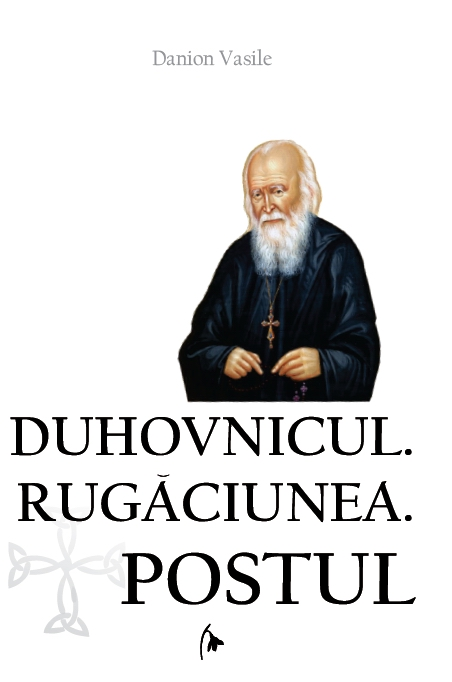 Danion Vasile
DUHOVNICUL.
RUGĂCIUNEA.
POSTUL